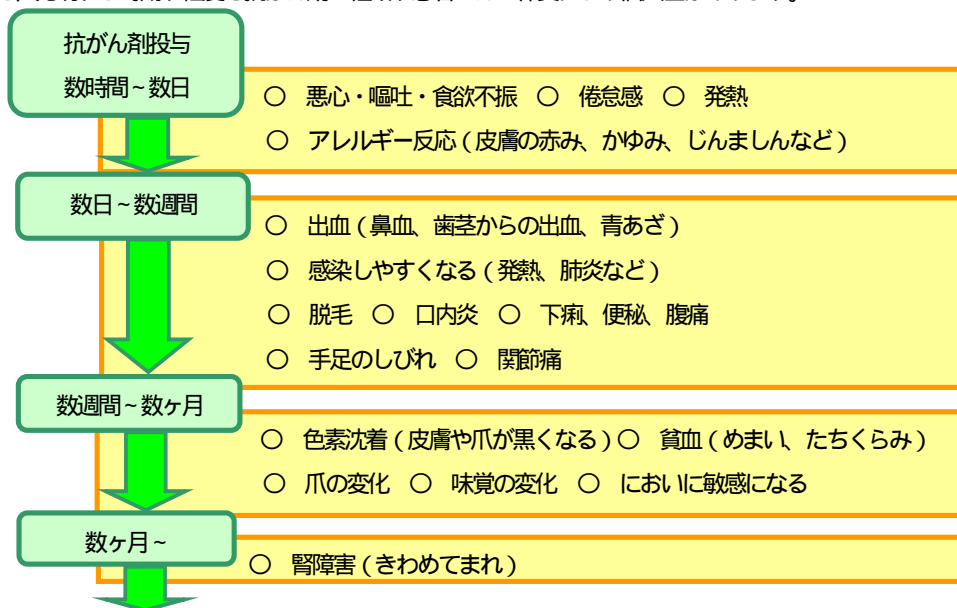 抗がん剤投与
数時間~数日
○ 悪心・嘔吐・食欲不振 ○ 倦怠感 ○ 発熱
○ アレルギー反応(皮膚の赤み、かゆみ、じんましんなど)
数日~数週間
○ 出血(鼻血、歯茎からの出血、青あざ)
○ 感染しやすくなる(発熱、肺炎など)
○ 脱毛 ○ 口内炎 ○ 下痢、便秘、腹痛
○ 手足のしびれ ○ 関節痛
数週間~数ヶ月
○ 色素沈着(皮膚や爪が黒くなる)○ 貧血(めまい、たちくらみ)
○ 爪の変化 ○ 味覚の変化 ○ においに敏感になる
数ヶ月~
○ 腎障害(きわめてまれ)